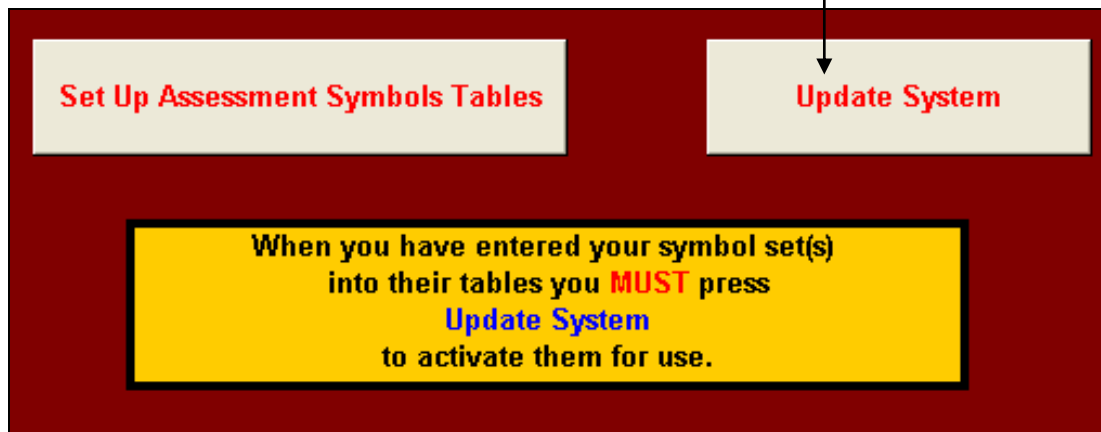 Set Up Assessment Symbols Tables
Update System
When you have entered your symbol set(s)
into their tables you MUST press
Update System
to activate them for use.